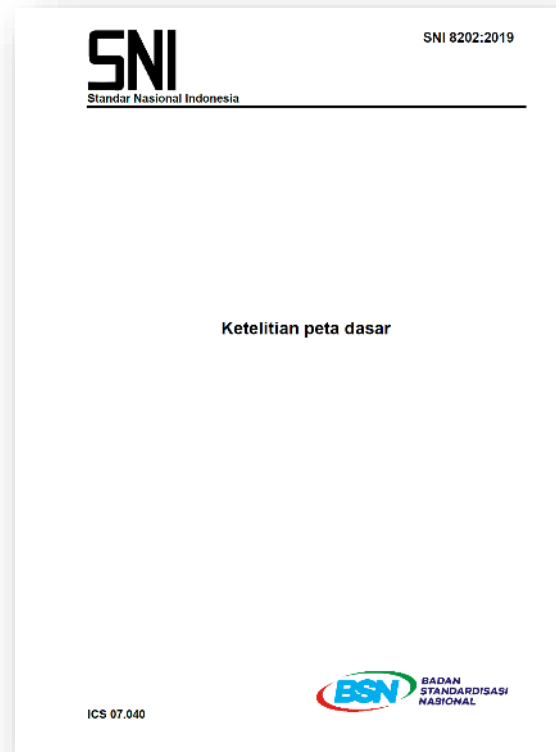 SNI
SNI 8202:2019
Standar Nasional Indonesia
Ketelitian peta dasar
BSN
BADAN
STANDARDISASI
NASIONAL
ICS 07.040